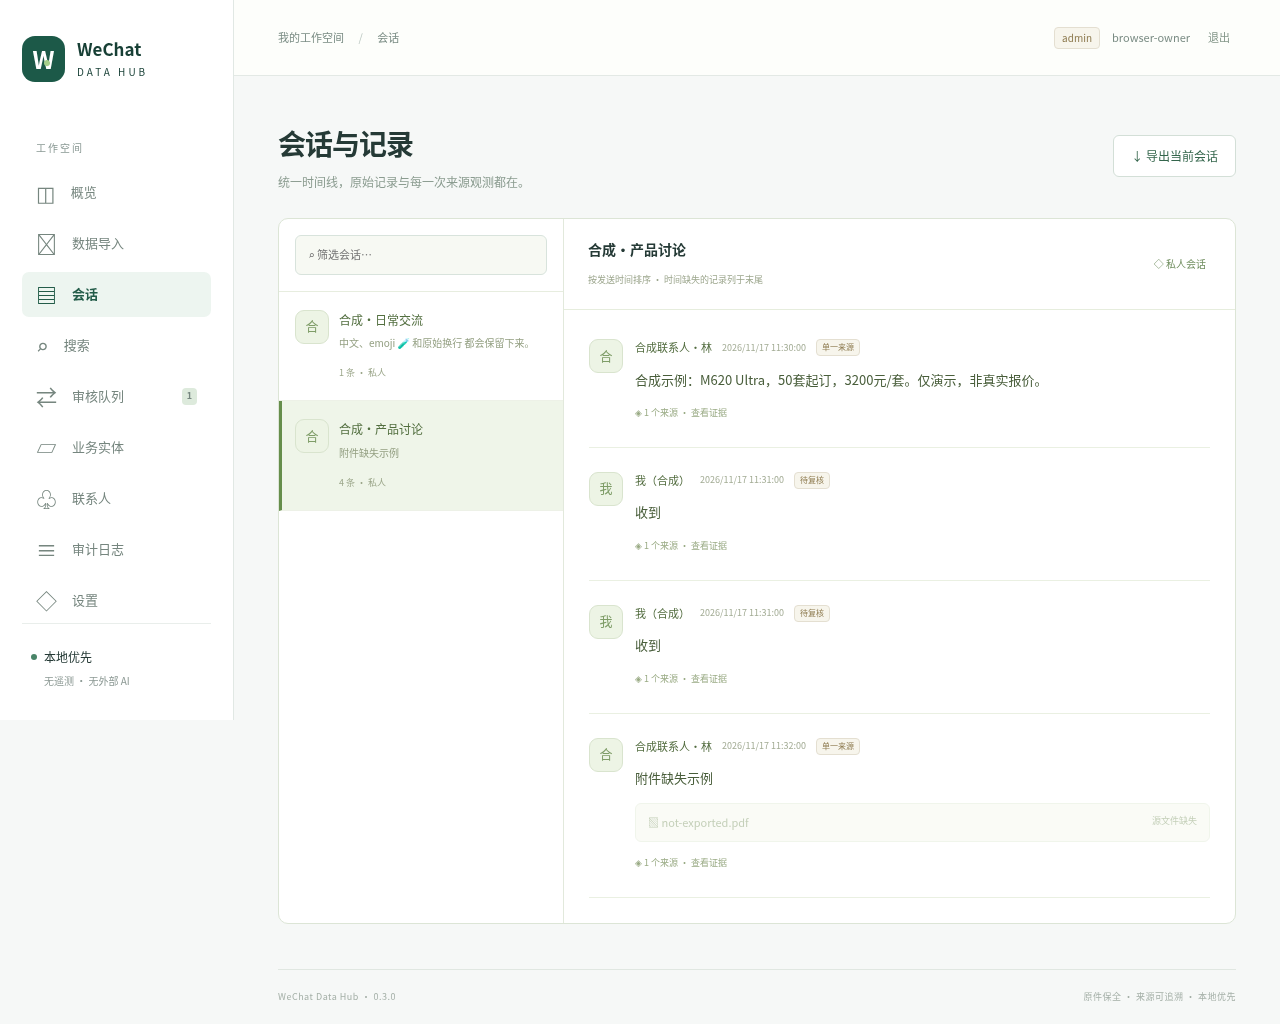 W
WeChat
DATA HUB
工作空间
概览
数据导入
会话
搜索
审核队列 1
业务实体
联系人
审计日志
设置
本地优先
无遥测 · 无外部 AI
我的工作空间 / 会话
admin browser-owner 退出
会话与记录
统一时间线，原始记录与每一次来源观测都在。
↓ 导出当前会话
⌕ 筛选会话…
合
合成·日常交流
中文、emoji 🧪 和原始换行 都会保留下来。
1 条 · 私人
合
合成·产品讨论
附件缺失示例
4 条 · 私人
合成·产品讨论
按发送时间排序 · 时间缺失的记录列于末尾
◇ 私人会话
合
合成联系人·林 2026/11/17 11:30:00 单一来源
合成示例：M620 Ultra，50套起订，3200元/套。仅演示，非真实报价。
◈ 1 个来源 · 查看证据
我
我（合成） 2026/11/17 11:31:00 待复核
收到
◈ 1 个来源 · 查看证据
我
我（合成） 2026/11/17 11:31:00 待复核
收到
◈ 1 个来源 · 查看证据
合
合成联系人·林 2026/11/17 11:32:00 单一来源
附件缺失示例
▧ not-exported.pdf 源文件缺失
◈ 1 个来源 · 查看证据
WeChat Data Hub · 0.3.0
原件保全 · 来源可追溯 · 本地优先